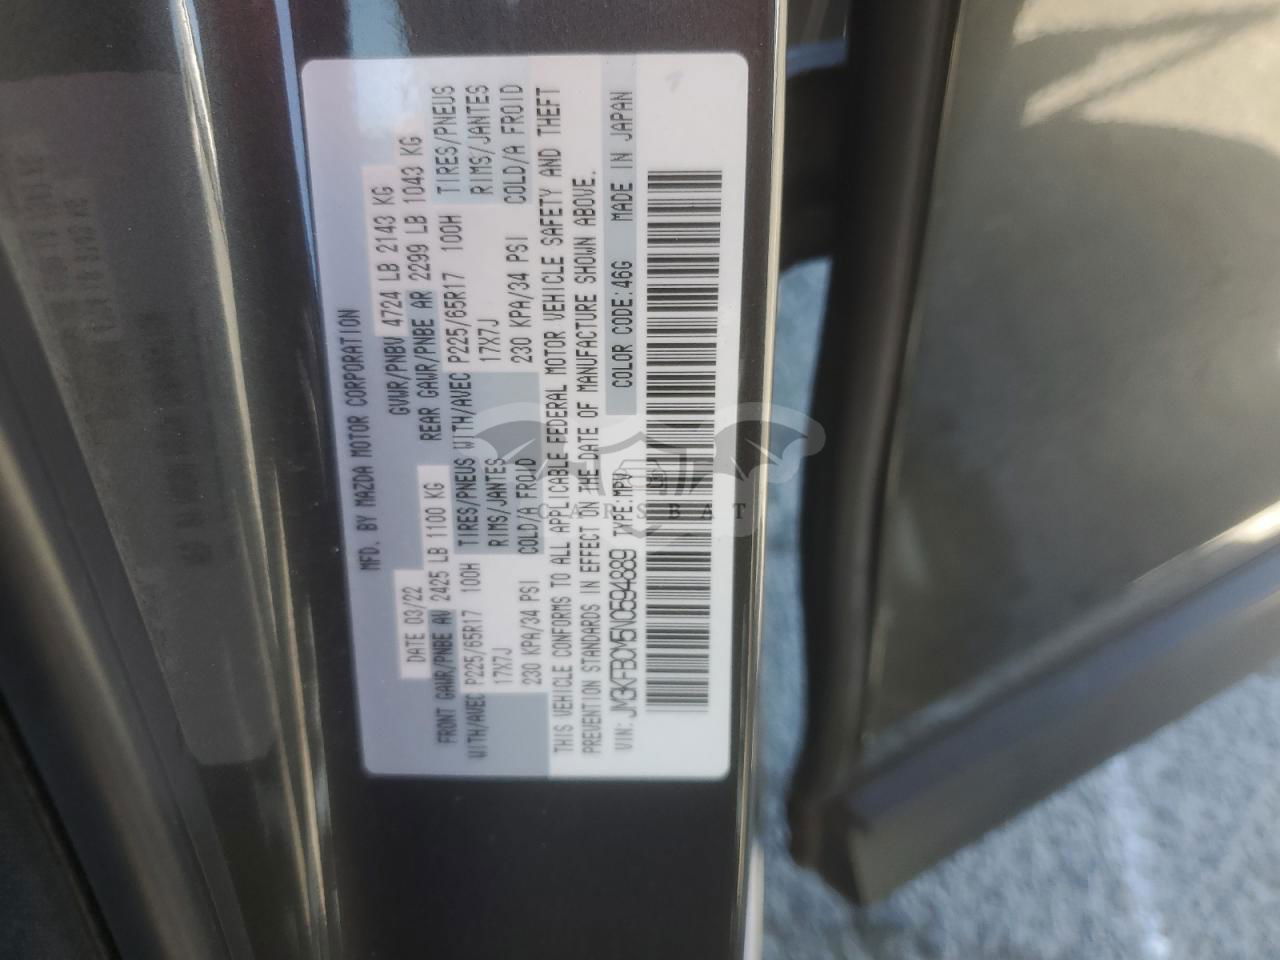 MFD. BY MAZDA MOTOR CORPORATION
DATE 03/22 GVWR/PNBV 4724 LB 2143 KG
FRONT GAWR/PNBE AV 2425 LB 1100 KG REAR GAWR/PNBE AR 2299 LB 1043 KG
WITH/AVEC P225/65R17 100H TIRES/PNEUS WITH/AVEC P225/65R17 100H TIRES/PNEUS
17X7J RIMS/JANTES 17X7J RIMS/JANTES
230 KPA/34 PSI COLD/A FROID 230 KPA/34 PSI COLD/A FROID
THIS VEHICLE CONFORMS TO ALL APPLICABLE FEDERAL MOTOR VEHICLE SAFETY AND THEFT
PREVENTION STANDARDS IN EFFECT ON THE DATE OF MANUFACTURE SHOWN ABOVE.
VIN: JM3KFBCM5N0594889 TYPE:MPV COLOR CODE:46G MADE IN JAPAN
CARSBAT